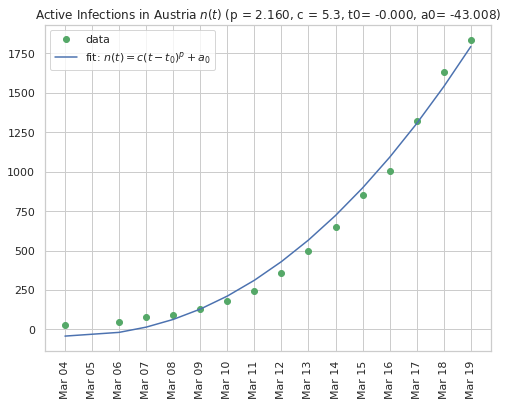 Active Infections in Austria n(t) (p = 2.160, c = 5.3, t0= -0.000, a0= -43.008)
data
fit: n(t) = c(t − t₀)ᵖ + a₀
1750
1500
1250
1000
750
500
250
0
Mar 04
Mar 05
Mar 06
Mar 07
Mar 08
Mar 09
Mar 10
Mar 11
Mar 12
Mar 13
Mar 14
Mar 15
Mar 16
Mar 17
Mar 18
Mar 19